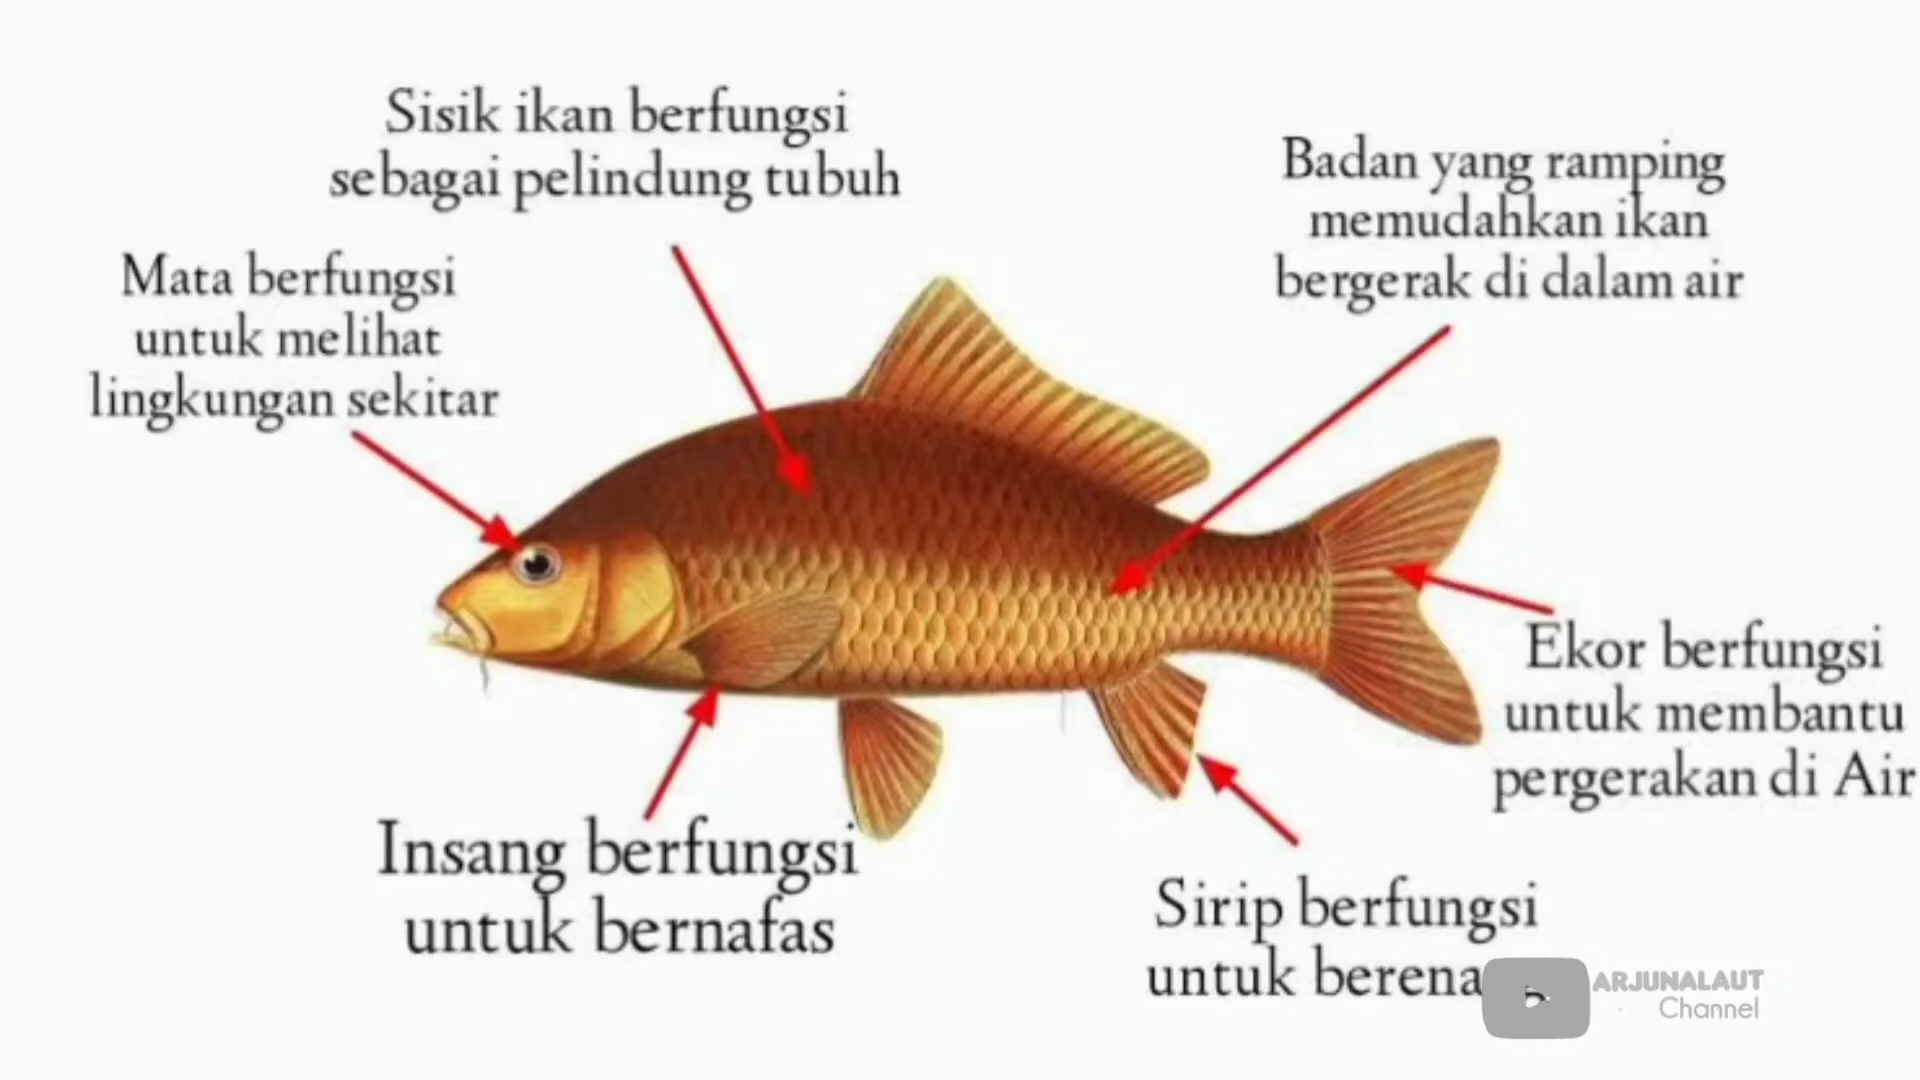 Sisik ikan berfungsi
sebagai pelindung tubuh
Badan yang ramping
memudahkan ikan
bergerak di dalam air
Mata berfungsi
untuk melihat
lingkungan sekitar
Ekor berfungsi
untuk membantu
pergerakan di Air
Insang berfungsi
untuk bernafas
Sirip berfungsi
untuk
ARJUNALAUT
Channel